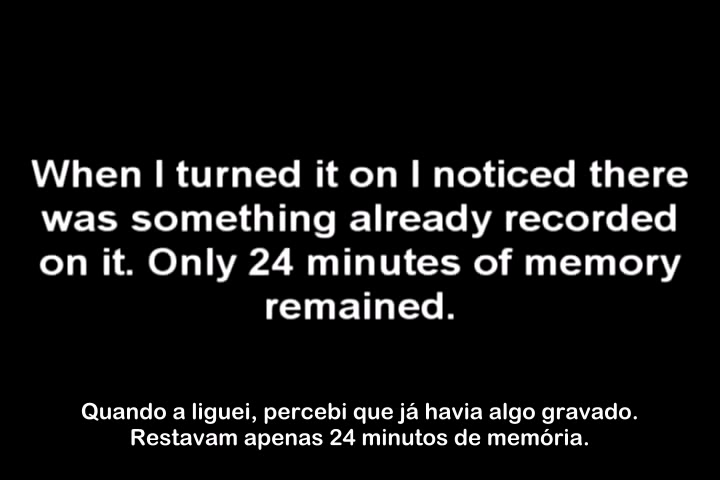 When I turned it on I noticed there
was something already recorded
on it. Only 24 minutes of memory
remained.
Quando a liguei, percebi que já havia algo gravado.
Restavam apenas 24 minutos de memória.